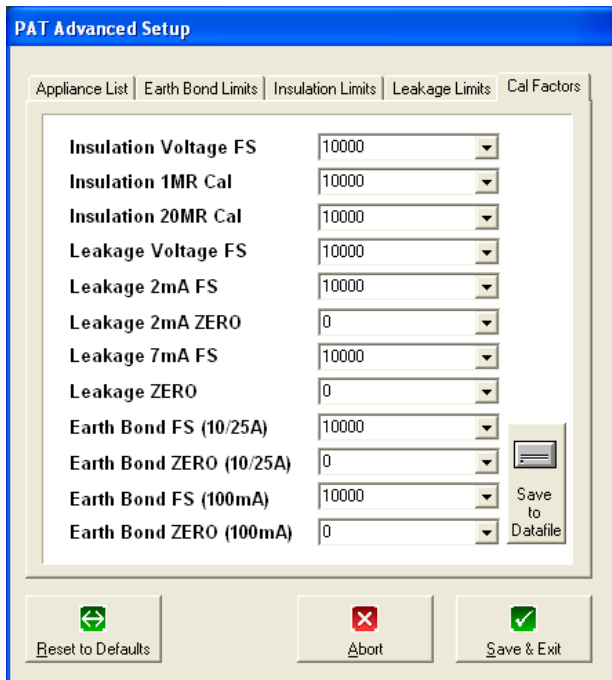 PAT Advanced Setup
Appliance List Earth Bond Limits Insulation Limits Leakage Limits Cal Factors
Insulation Voltage FS 10000
Insulation 1MR Cal 10000
Insulation 20MR Cal 10000
Leakage Voltage FS 10000
Leakage 2mA FS 10000
Leakage 2mA ZERO 0
Leakage 7mA FS 10000
Leakage ZERO 0
Earth Bond FS (10/25A) 10000
Earth Bond ZERO (10/25A) 0
Earth Bond FS (100mA) 10000
Earth Bond ZERO (100mA) 0
Save
to
Datafile
Reset to Defaults Abort Save & Exit